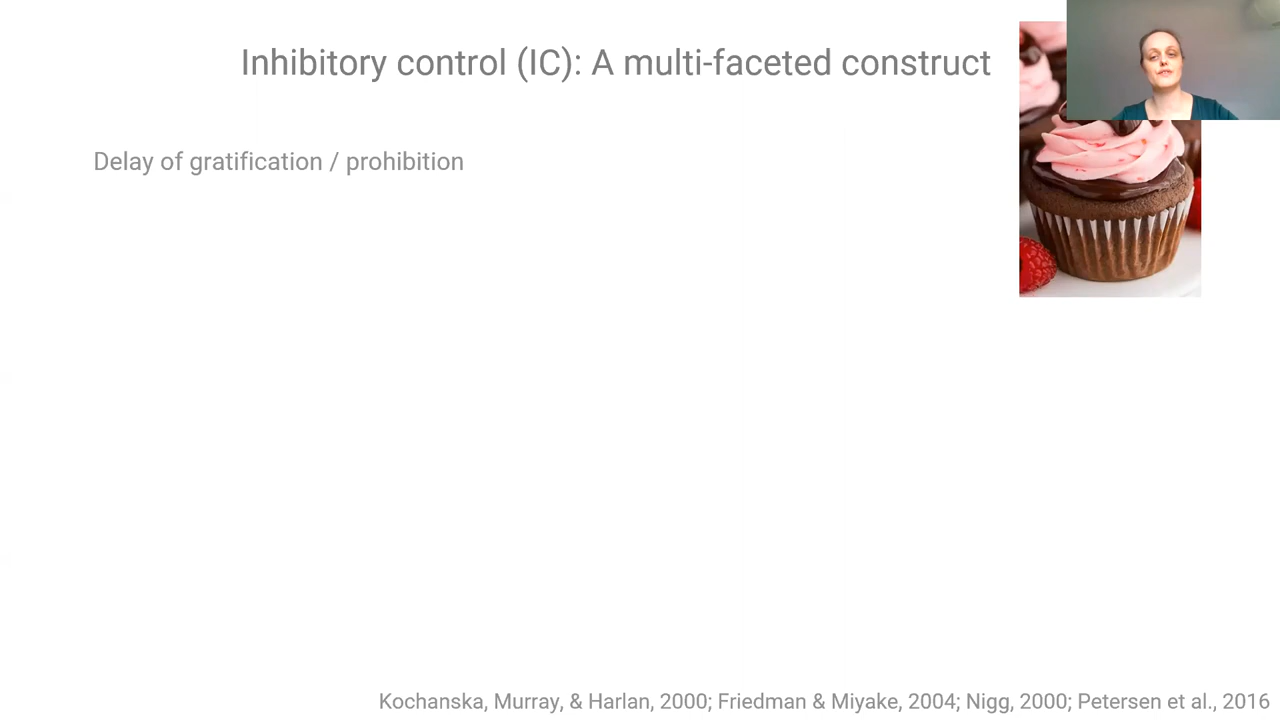 Inhibitory control (IC): A multi-faceted construct
Delay of gratification / prohibition
Kochanska, Murray, & Harlan, 2000; Friedman & Miyake, 2004; Nigg, 2000; Petersen et al., 2016